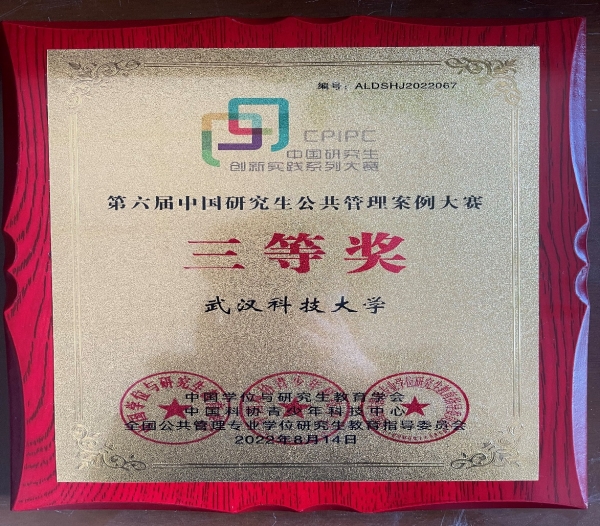 编号：ALDSHJ2022067
CPIPC
中国研究生
创新实践系列大赛
第六届中国研究生公共管理案例大赛
三等奖
武汉科技大学
中国学位与研究生教育学会
中国科协青少年科技中心
全国公共管理专业学位研究生教育指导委员会
2022年8月14日